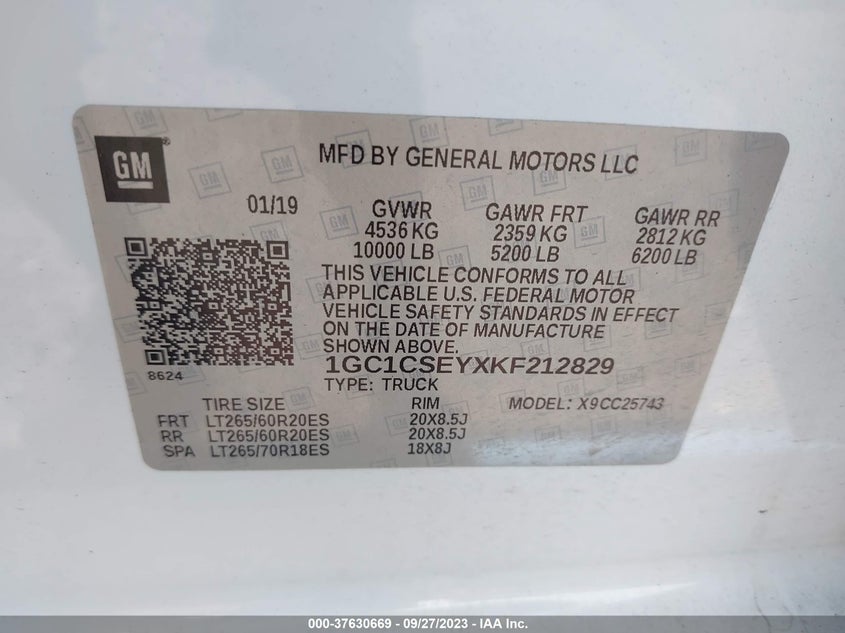 GM
MFD BY GENERAL MOTORS LLC
01/19 GVWR GAWR FRT GAWR RR
4536 KG 2359 KG 2812 KG
10000 LB 5200 LB 6200 LB
THIS VEHICLE CONFORMS TO ALL
APPLICABLE U.S. FEDERAL MOTOR
VEHICLE SAFETY STANDARDS IN EFFECT
ON THE DATE OF MANUFACTURE
SHOWN ABOVE.
8624 1GC1CSEYXKF212829
TYPE: TRUCK
TIRE SIZE RIM MODEL: X9CC25743
FRT LT265/60R20ES 20X8.5J
RR LT265/60R20ES 20X8.5J
SPA LT265/70R18ES 18X8J
000-37630669 - 09/27/2023 - IAA Inc.